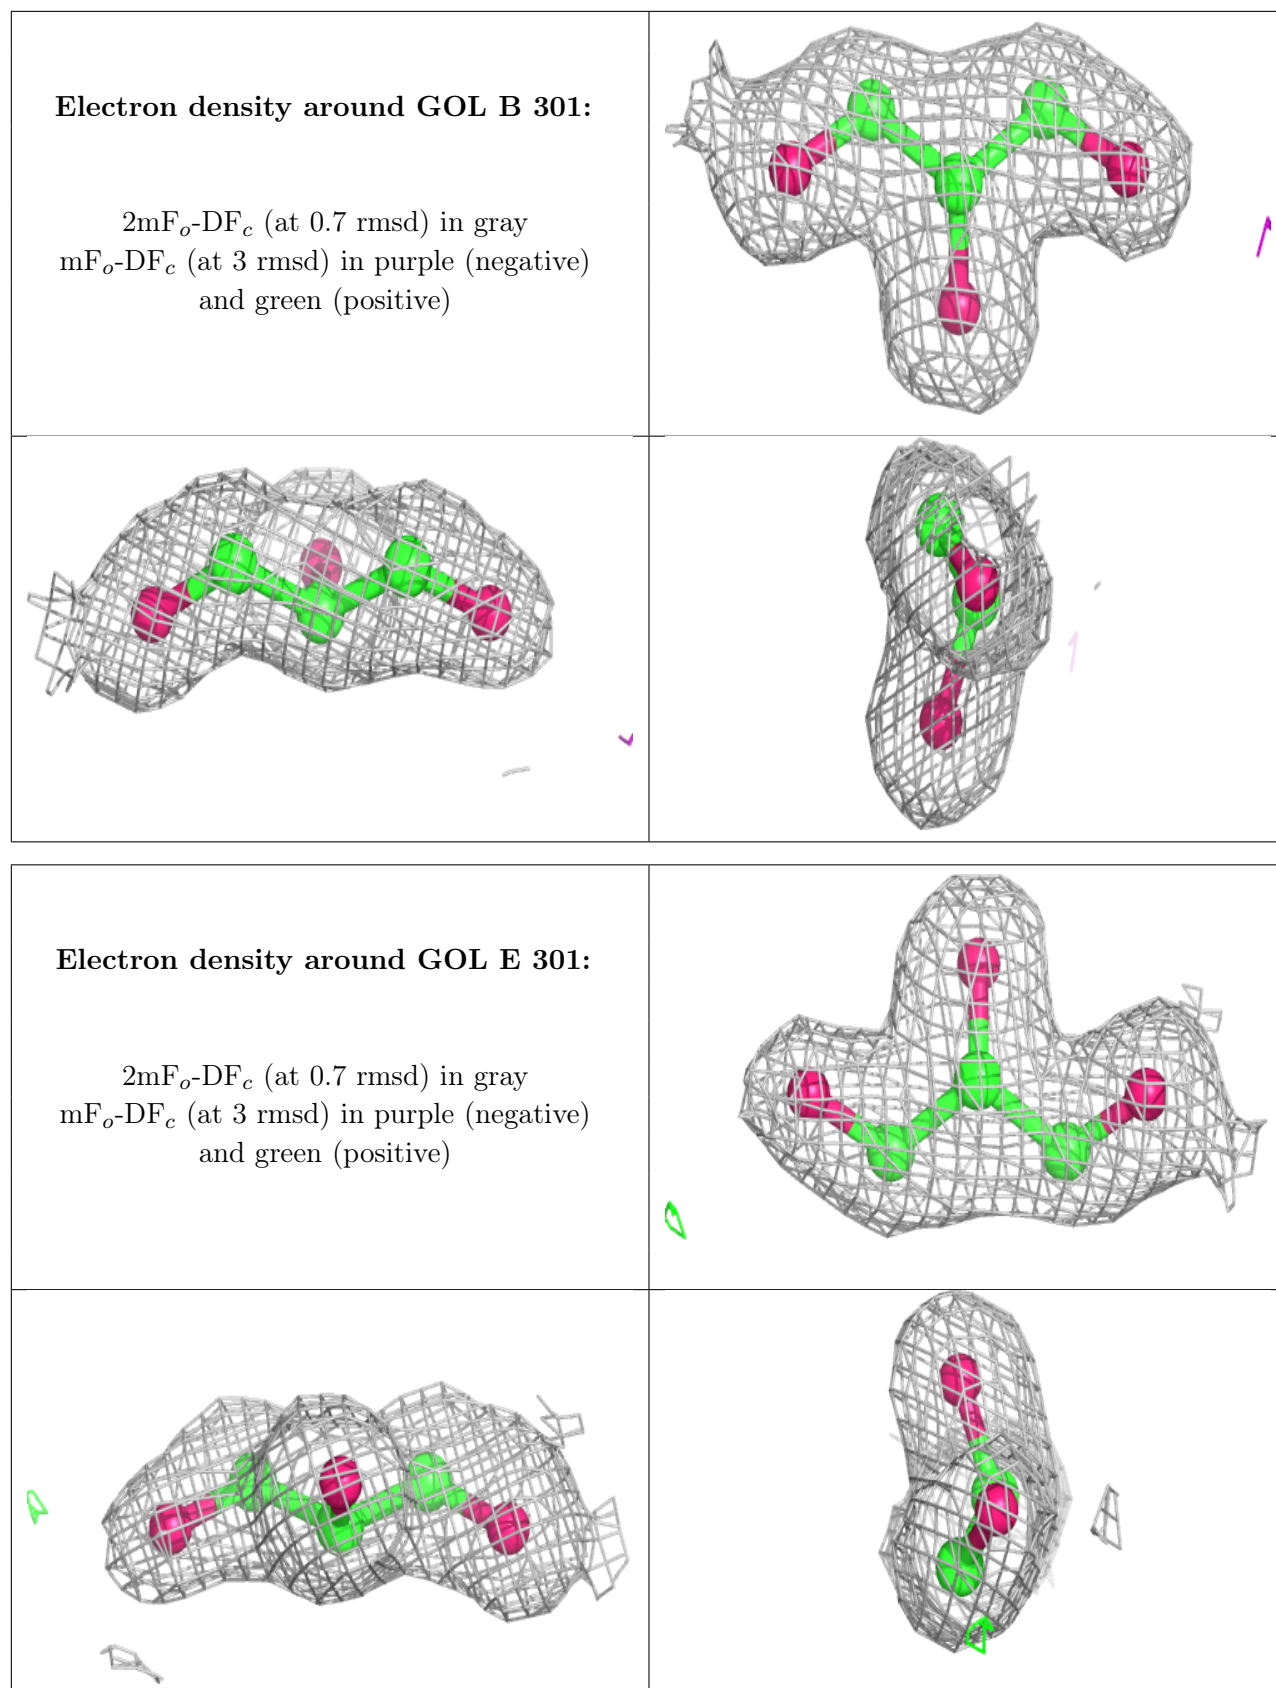 Electron density around GOL B 301:
2mFo-DFc (at 0.7 rmsd) in gray
mFo-DFc (at 3 rmsd) in purple (negative)
and green (positive)
Electron density around GOL E 301:
2mFo-DFc (at 0.7 rmsd) in gray
mFo-DFc (at 3 rmsd) in purple (negative)
and green (positive)